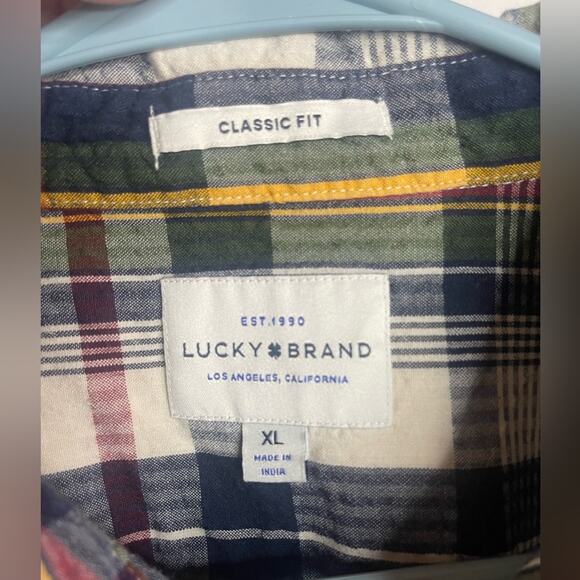 CLASSIC FIT
EST.1990
LUCKY BRAND
LOS ANGELES, CALIFORNIA
XL
MADE IN
INDIA